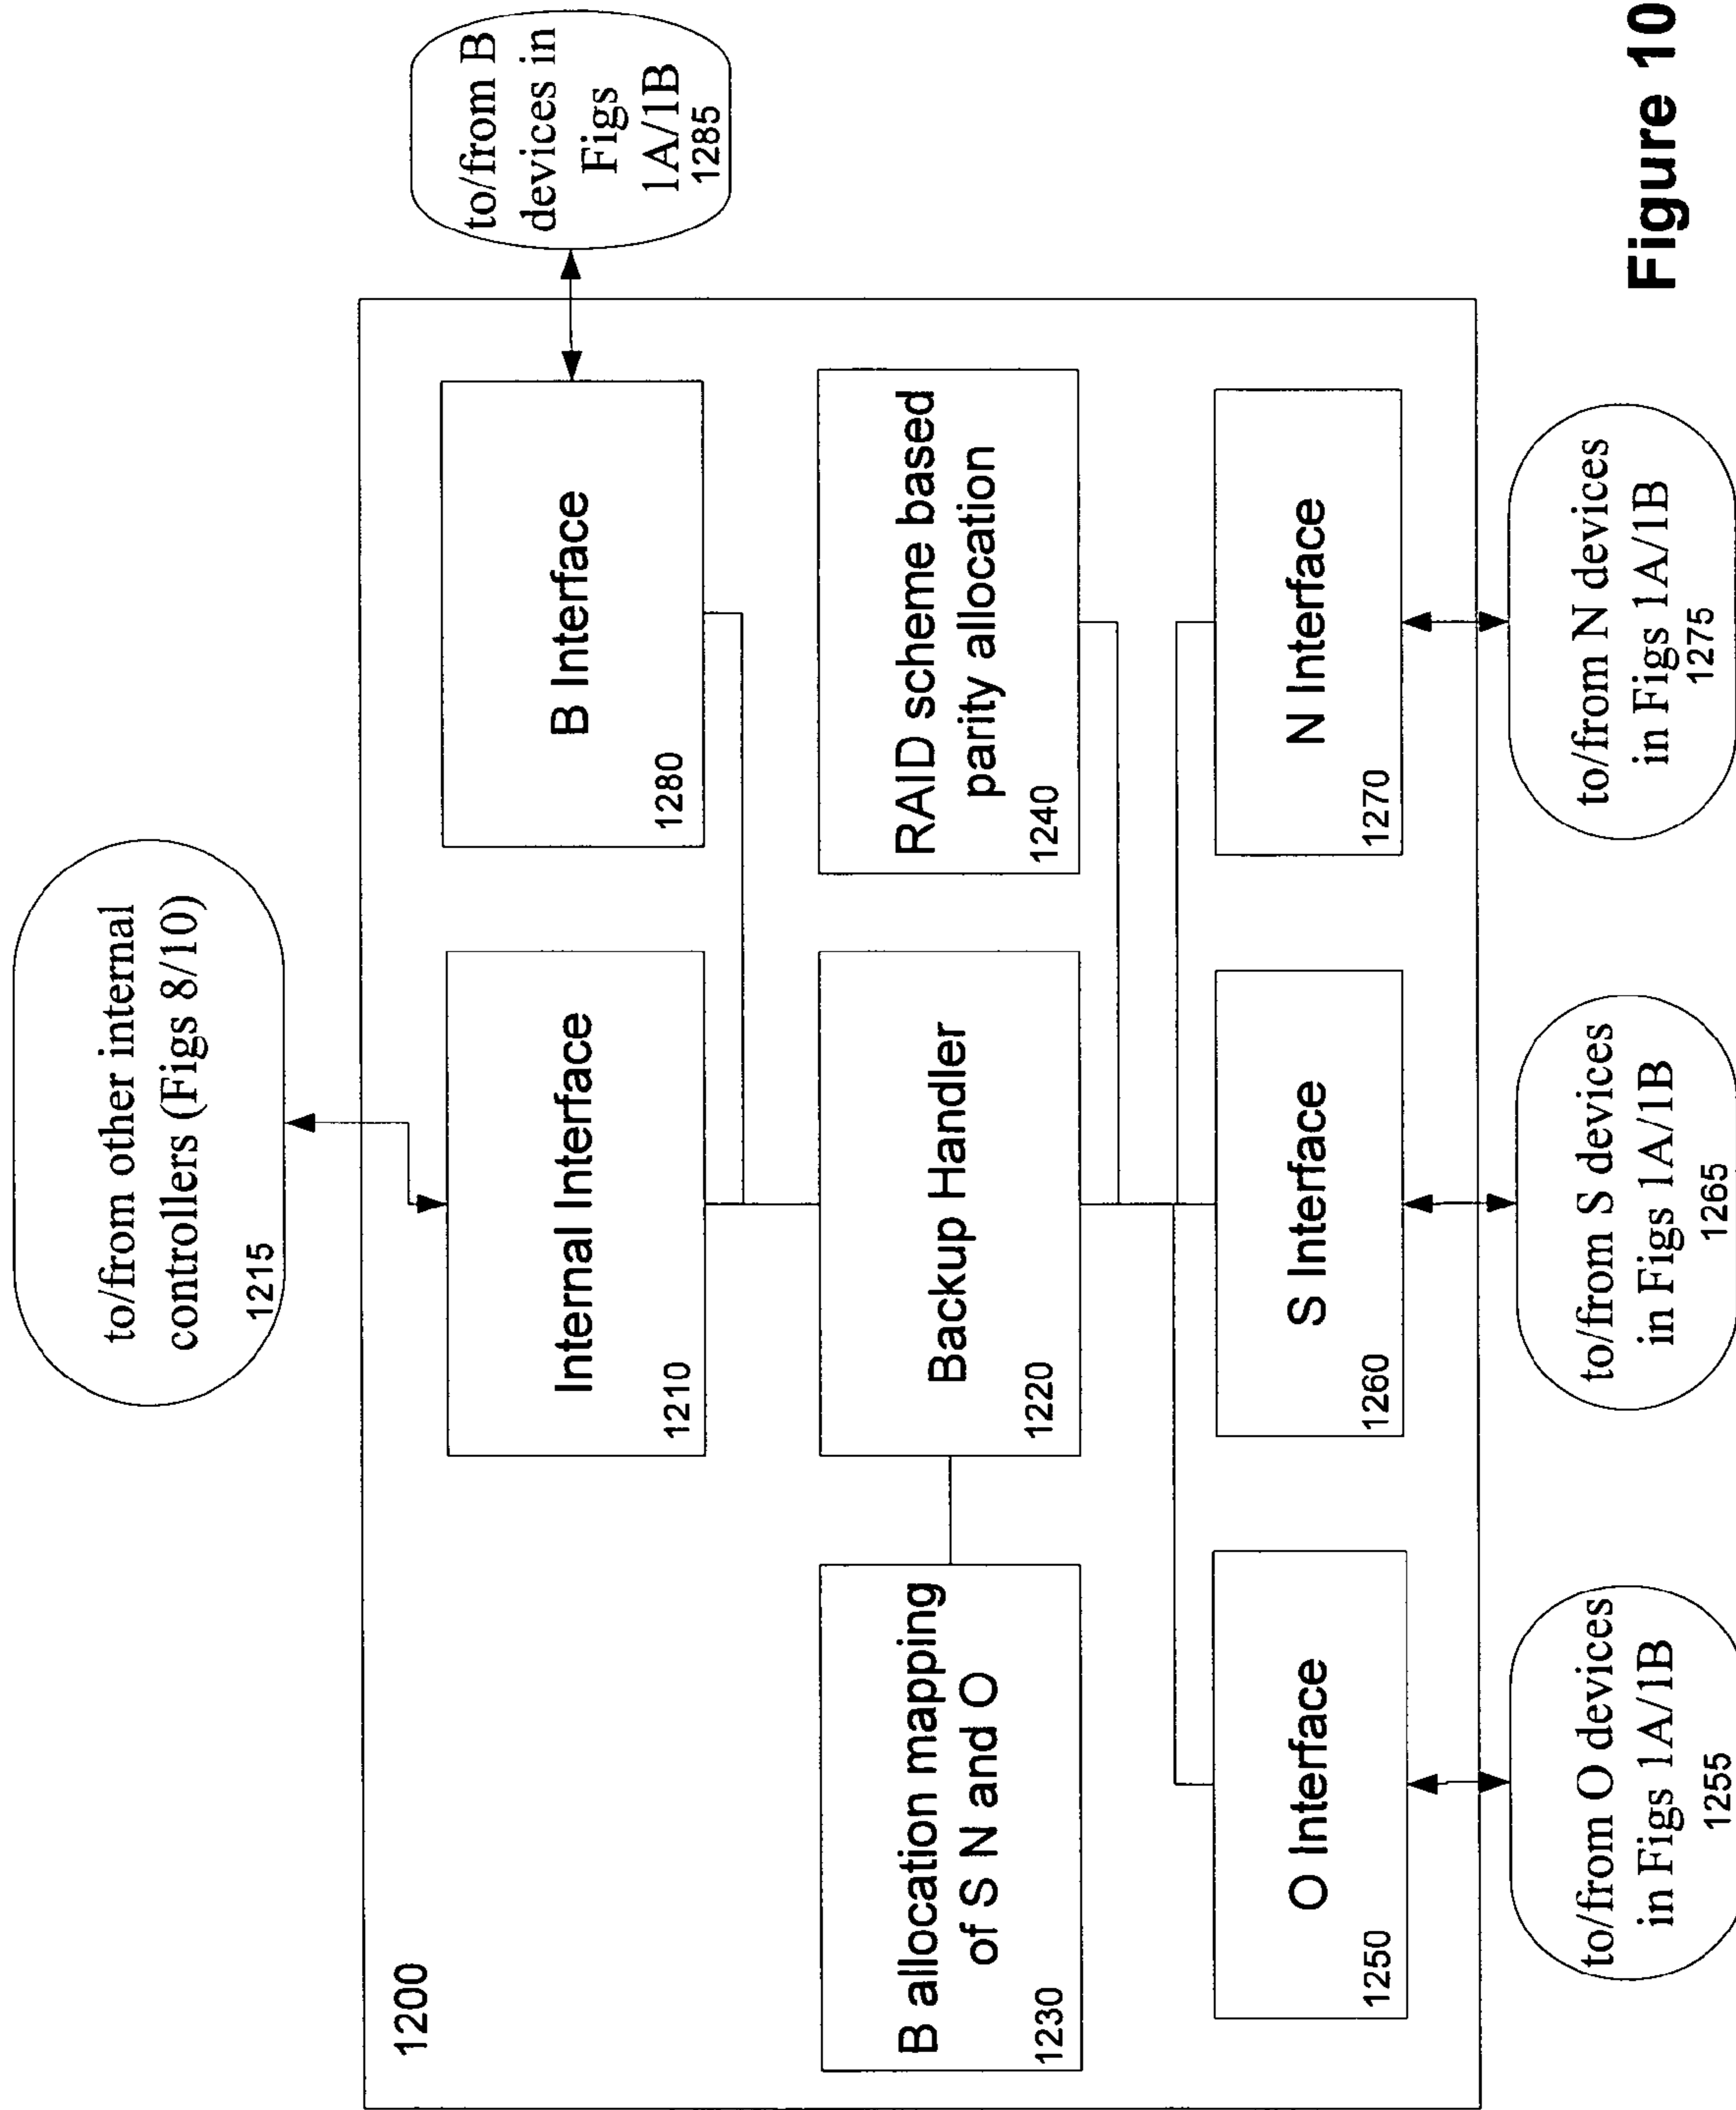 to/from other internal
controllers (Figs 8/10)
1215
1200
Internal Interface
1210
B Interface
1280
to/from B
devices in
Figs
1A/1B
1285
B allocation mapping
of S N and O
1230
Backup Handler
1220
RAID scheme based
parity allocation
1240
O Interface
1250
S Interface
1260
N Interface
1270
to/from O devices
in Figs 1A/1B
1255
to/from S devices
in Figs 1A/1B
1265
to/from N devices
in Figs 1A/1B
1275
Figure 10